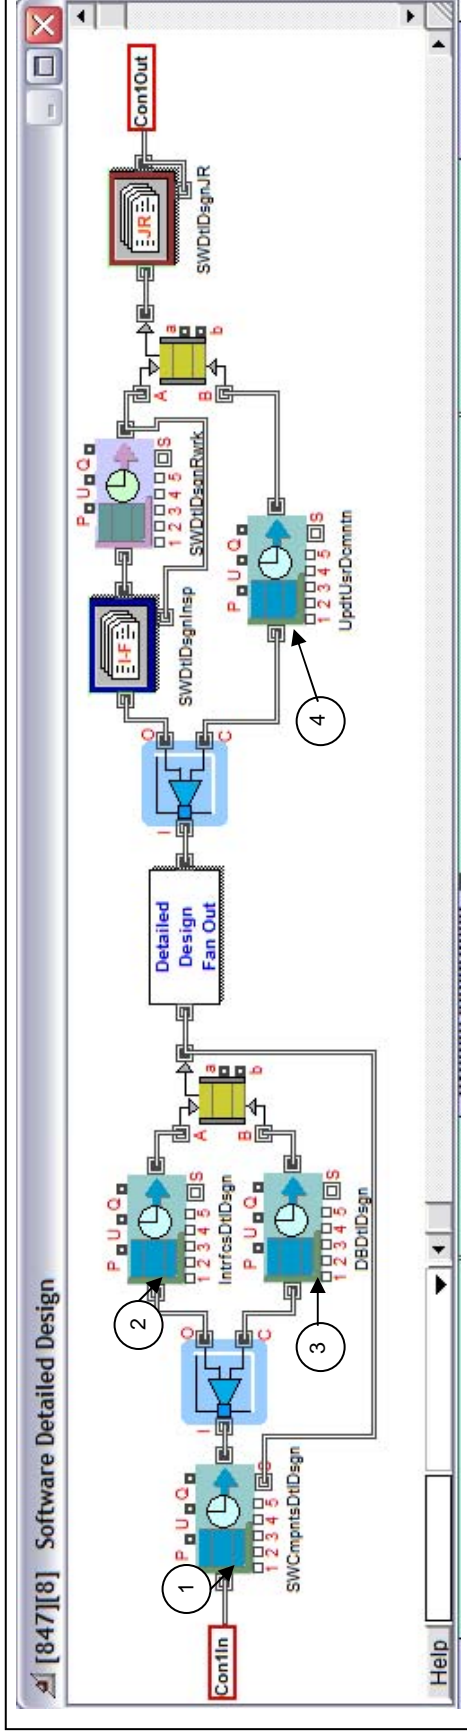 [847][8] Software Detailed Design
Con1In
P U Q
1 2 3 4 5
SWCmpntsDtlDsgn
1
I
O
C
P U Q
S
1 2 3 4 5
IntrfcsDtlDsgn
2
P U Q
S
1 2 3 4 5
DBDtlDsgn
3
A
B
a
b
Detailed
Design
Fan Out
I
O
C
I-F
SWDtlDsgnInsp
P U Q
S
1 2 3 4 5
SWDtlDsgnRwrk
P U Q
S
1 2 3 4 5
UpdtUsrDcmntn
4
A
B
a
b
JR
SWDtlDsgnJR
Con1Out
Help